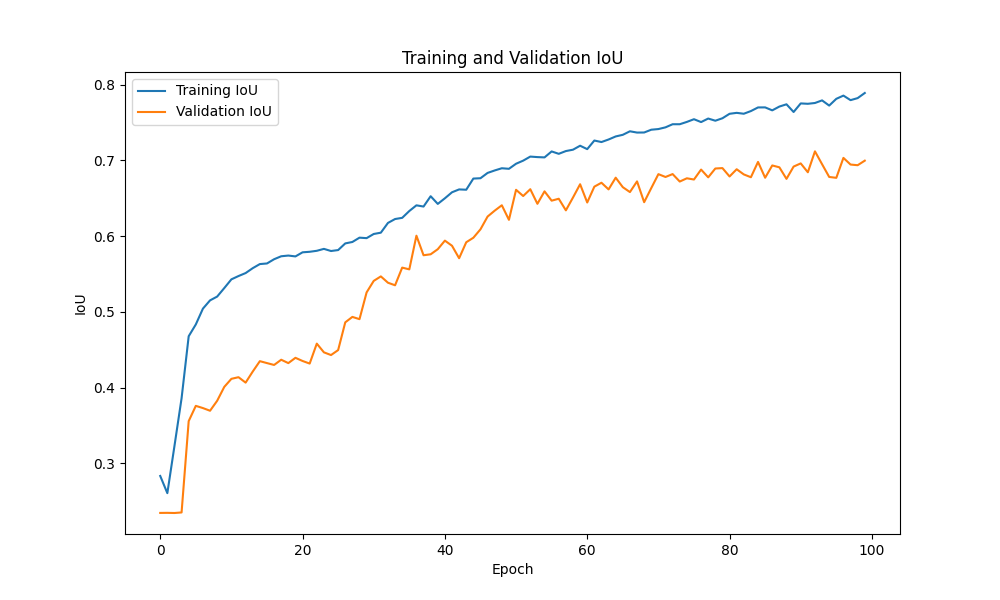 Training and Validation IoU
Training IoU
Validation IoU
0.8
0.7
0.6
0.5
0.4
0.3
IoU
0 20 40 60 80 100
Epoch